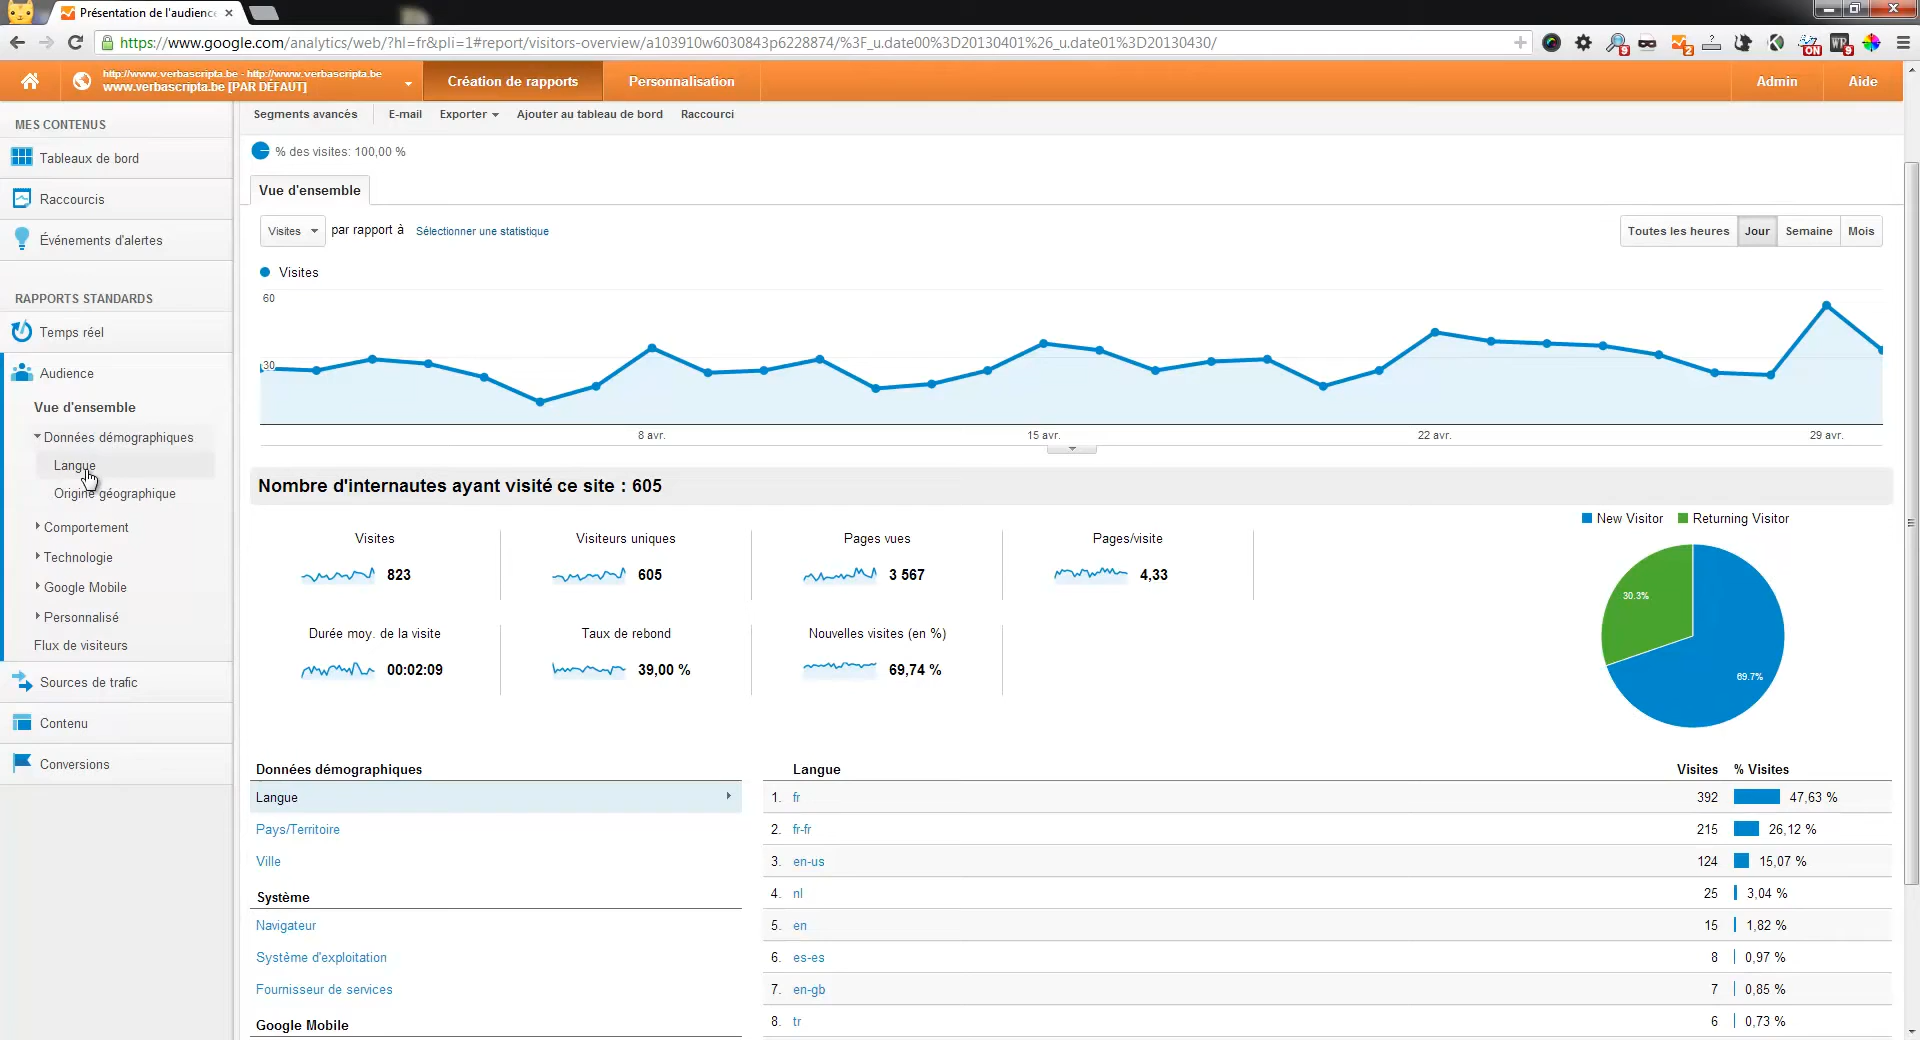 Présentation de l'audience
https://www.google.com/analytics/web/?hl=fr&pli=1#report/visitors-overview/a103910w6030843p6228874/%3F_u.date00%3D20130401%26_u.date01%3D20130430/
http://www.verbascripta.be - http://www.verbascripta.be
www.verbascripta.be [PAR DÉFAUT]
Création de rapports
Personnalisation
Admin
Aide
MES CONTENUS
Tableaux de bord
Raccourcis
Événements d'alertes
RAPPORTS STANDARDS
Temps réel
Audience
Vue d'ensemble
Données démographiques
Langue
Origine géographique
Comportement
Technologie
Google Mobile
Personnalisé
Flux de visiteurs
Sources de trafic
Contenu
Conversions
Segments avancés
E-mail
Exporter
Ajouter au tableau de bord
Raccourci
% des visites: 100,00 %
Vue d'ensemble
Visites
par rapport à
Sélectionner une statistique
Toutes les heures
Jour
Semaine
Mois
Visites
60
30
8 avr.
15 avr.
22 avr.
29 avr.
Nombre d'internautes ayant visité ce site : 605
Visites
823
Visiteurs uniques
605
Pages vues
3 567
Pages/visite
4,33
Durée moy. de la visite
00:02:09
Taux de rebond
39,00 %
Nouvelles visites (en %)
69,74 %
New Visitor
Returning Visitor
30.3%
69.7%
Données démographiques
Langue
Pays/Territoire
Ville
Système
Navigateur
Système d'exploitation
Fournisseur de services
Google Mobile
Langue Visites % Visites
1. fr 392 47,63 %
2. fr-fr 215 26,12 %
3. en-us 124 15,07 %
4. nl 25 3,04 %
5. en 15 1,82 %
6. es-es 8 0,97 %
7. en-gb 7 0,85 %
8. tr 6 0,73 %